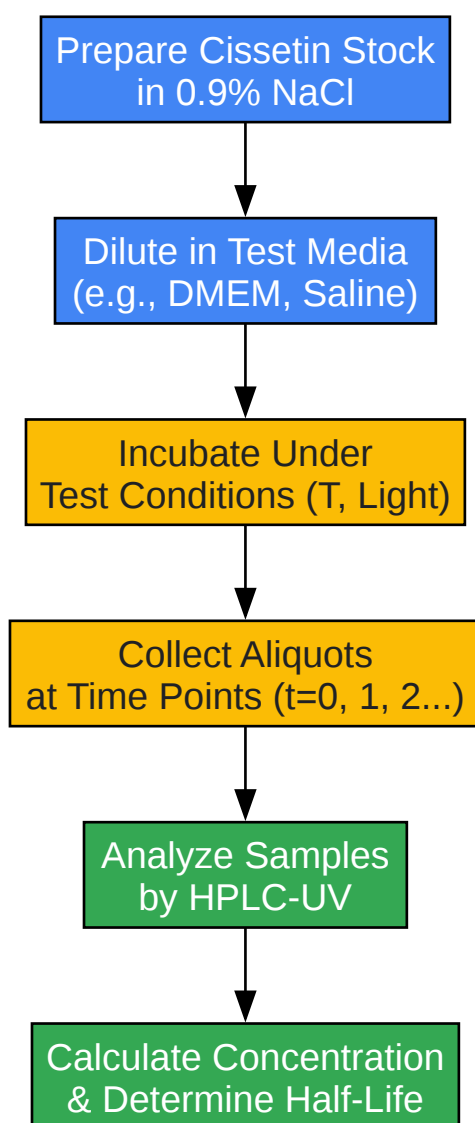 Prepare Cissetin Stock
in 0.9% NaCl
Dilute in Test Media
(e.g., DMEM, Saline)
Incubate Under
Test Conditions (T, Light)
Collect Aliquots
at Time Points (t=0, 1, 2...)
Analyze Samples
by HPLC-UV
Calculate Concentration
& Determine Half-Life